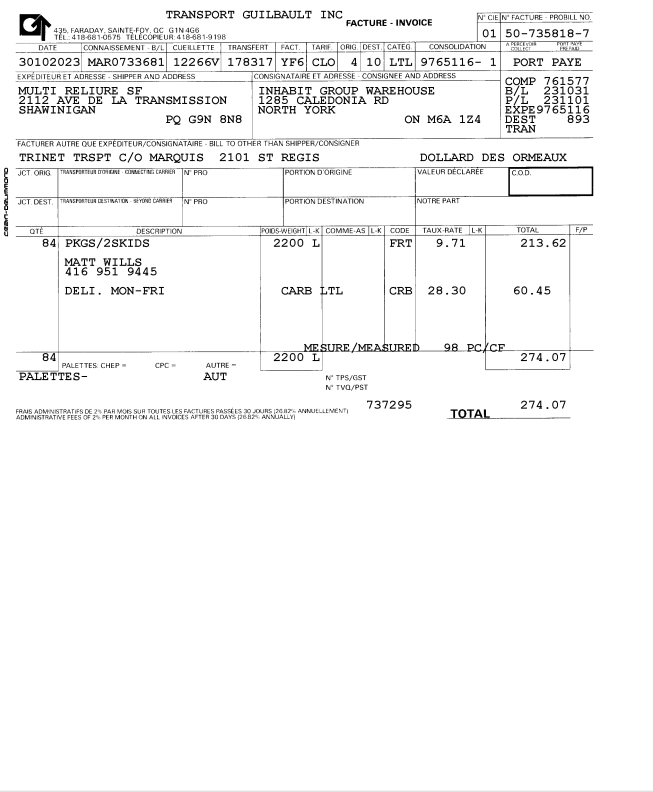 TRANSPORT GUILBAULT INC
FACTURE - INVOICE
435, FARADAY, SAINTE-FDY, QC G1N4G6
TÉL.: 418-681-0575 TÉLÉCOPIEUR: 418-681-9198
N° CIE N° FACTURE - PROBILL NO.
01 50-735818-7
DATE CONNAISSEMENT - B/L CUEILLETTE TRANSFERT FACT. TARIF. ORIG. DEST. CATEG CONSOLIDATION À PERCEVOIR COLLECT PORT PAYÉ PREPAID
30102023 MAR0733681 12266V 178317 YF6 CLO 4 10 LTL 9765116- 1 PORT PAYE
EXPÉDITEUR ET ADRESSE - SHIPPER AND ADDRESS CONSIGNATAIRE ET ADRESSE - CONSIGNEE AND ADDRESS
COMP 761577
MULTI RELIURE SF INHABIT GROUP WAREHOUSE B/L 231031
2112 AVE DE LA TRANSMISSION 1285 CALEDONIA RD P/L 231101
SHAWINIGAN NORTH YORK EXPE9765116
PQ G9N 8N8 ON M6A 1Z4 DEST 893
TRAN
FACTURER AUTRE QUE EXPÉDITEUR/CONSIGNATAIRE - BILL TO OTHER THAN SHIPPER/CONSIGNER
TRINET TRSPT C/O MARQUIS 2101 ST REGIS DOLLARD DES ORMEAUX
JCT. ORIG. TRANSPORTEUR D'ORIGINE - CONNECTING CARRIER N° PRO PORTION D'ORIGINE VALEUR DÉCLARÉE C.O.D.
JCT. DEST. TRANSPORTEUR DESTINATION - BEYOND CARRIER N° PRO PORTION DESTINATION NOTRE PART
QTÉ DESCRIPTION POIDS-WEIGHT L-K COMME-AS L-K CODE TAUX-RATE L-K TOTAL F/P
84 PKGS/2SKIDS 2200 L FRT 9.71 213.62
MATT WILLS
416 951 9445
DELI. MON-FRI CARB LTL CRB 28.30 60.45
MESURE/MEASURED 98 PC/CF
84 2200 L 274.07
PALETTES: CHEP = CPC = AUTRE =
PALETTES- AUT N° TPS/GST
N° TVQ/PST
737295 274.07
FRAIS ADMINISTRATIFS DE 2% PAR MOIS SUR TOUTES LES FACTURES PASSÉES 30 JOURS (26.82% ANNUELLEMENT)
ADMINISTRATIVE FEES OF 2% PER MONTH ON ALL INVOICES AFTER 30 DAYS (26.82% ANNUALLY)
TOTAL